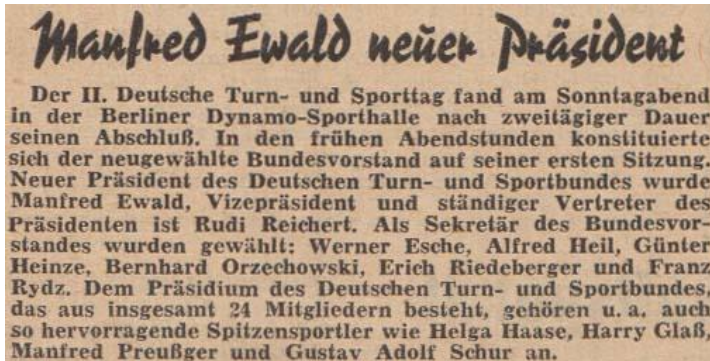 Manfred Ewald neuer Präsident
Der II. Deutsche Turn- und Sporttag fand am Sonntagabend
in der Berliner Dynamo-Sporthalle nach zweitägiger Dauer
seinen Abschluß. In den frühen Abendstunden konstituierte
sich der neugewählte Bundesvorstand auf seiner ersten Sitzung.
Neuer Präsident des Deutschen Turn- und Sportbundes wurde
Manfred Ewald, Vizepräsident und ständiger Vertreter des
Präsidenten ist Rudi Reichert. Als Sekretär des Bundesvor-
standes wurden gewählt: Werner Esche, Alfred Heil, Günter
Heinze, Bernhard Orzechowski, Erich Riedeberger und Franz
Rydz. Dem Präsidium des Deutschen Turn- und Sportbundes,
das aus insgesamt 24 Mitgliedern besteht, gehören u. a. auch
so hervorragende Spitzensportler wie Helga Haase, Harry Glaß,
Manfred Preußger und Gustav Adolf Schur an.